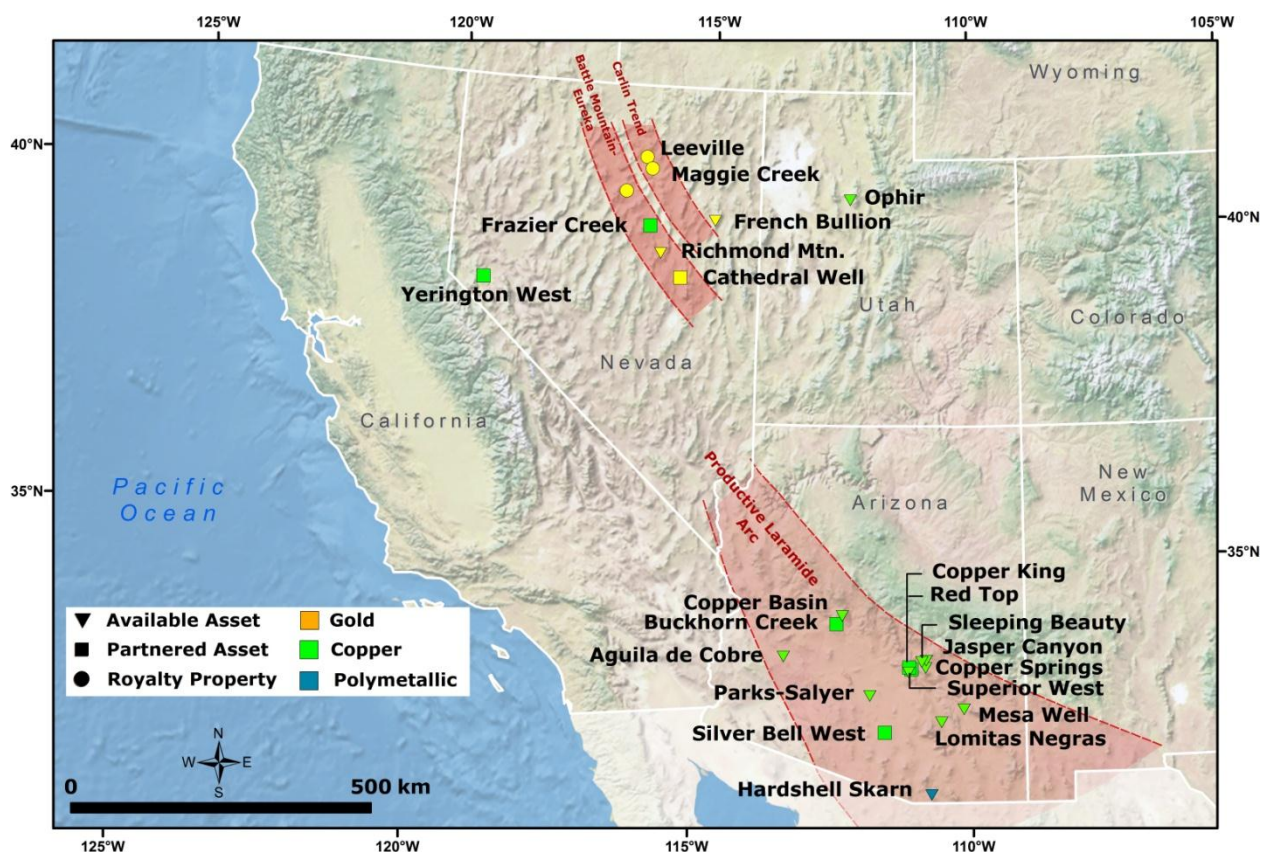 125°W 120°W 115°W 110°W 105°W
Wyoming
Battle Mountain-
Eureka
Carlin Trend
40°N
Leeville
Maggie Creek
Ophir
40°N
Frazier Creek
French Bullion
Richmond Mtn.
Cathedral Well
Yerington West
Utah
Colorado
Nevada
California
Pacific
Ocean
35°N
Productive Laramide
Arc
Arizona
New
Mexico
35°N
Copper King
Red Top
Copper Basin
Buckhorn Creek
Sleeping Beauty
Jasper Canyon
Aguila de Cobre
Copper Springs
Superior West
Parks-Salyer
Mesa Well
Silver Bell West
Lomitas Negras
Hardshell Skarn
Available Asset Gold
Partnered Asset Copper
Royalty Property Polymetallic
N
W E
S
0 500 km
125°W 120°W 115°W 110°W